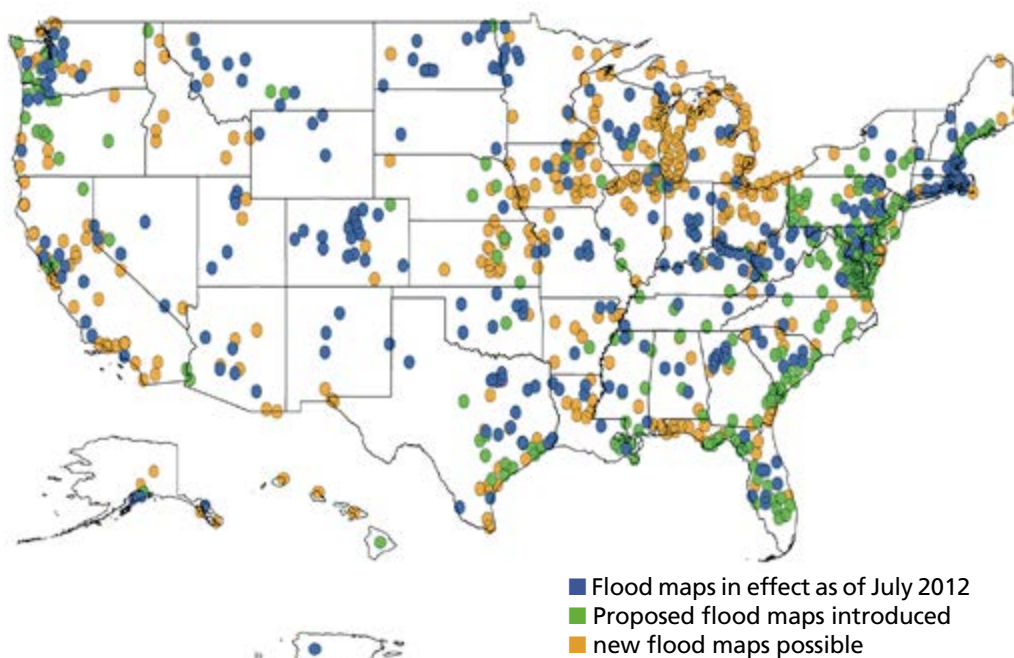 Flood maps in effect as of July 2012
Proposed flood maps introduced
new flood maps possible